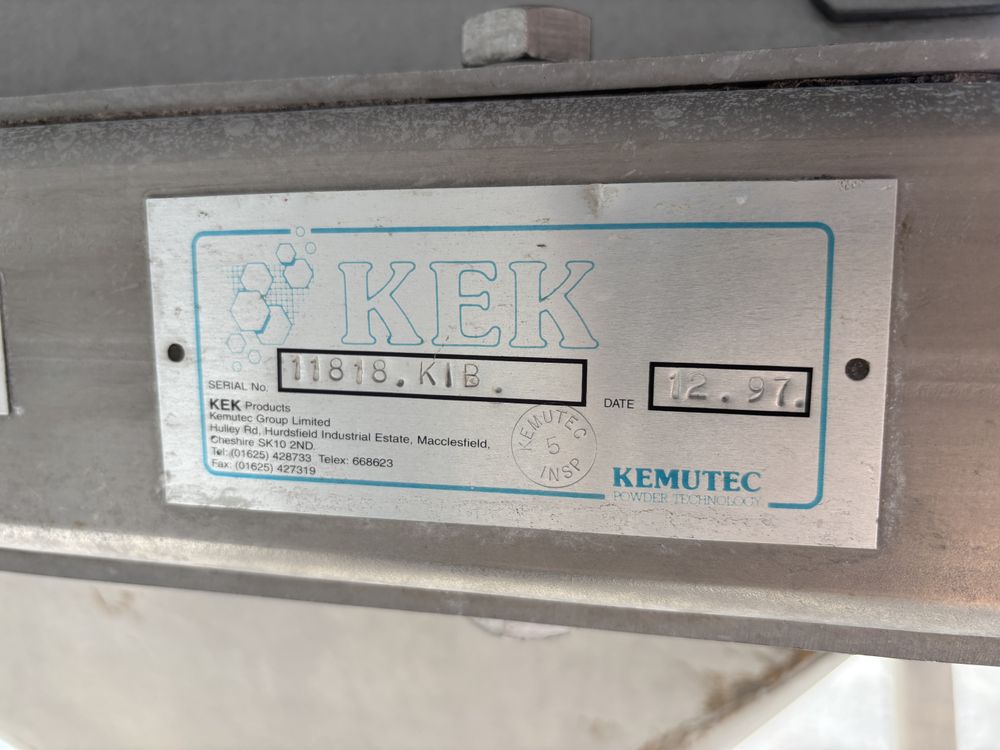 KEK
SERIAL No. 11818.KIB.
DATE 12.97.
KEK Products
Kemutec Group Limited
Hulley Rd, Hurdsfield Industrial Estate, Macclesfield,
Cheshire SK10 2ND.
Tel: (01625) 428733 Telex: 668623
Fax: (01625) 427319
KEMUTEC
5
INSP
KEMUTEC
POWDER TECHNOLOGY